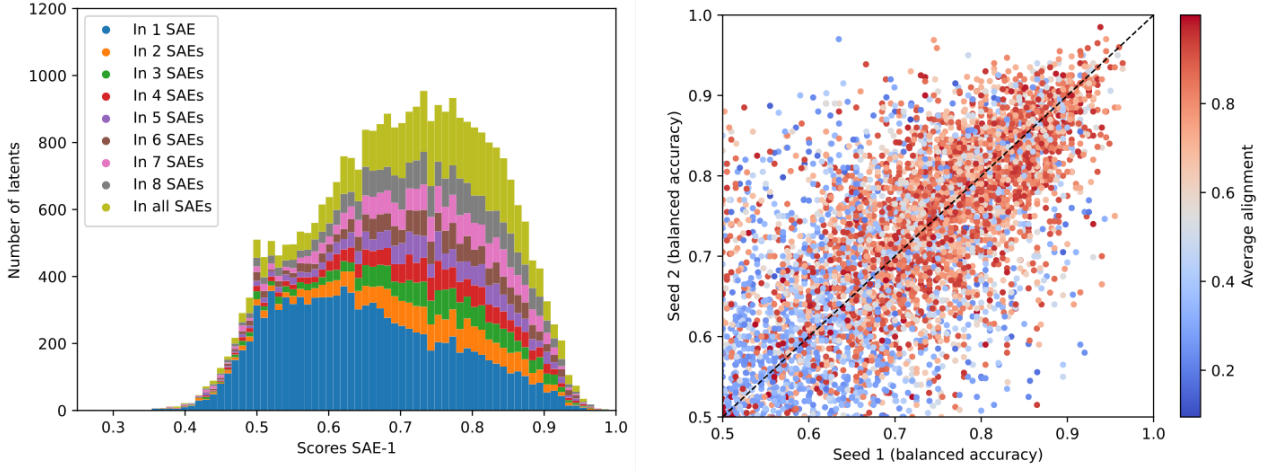 1200
1000
800
600
400
200
0
Number of latents
In 1 SAE
In 2 SAEs
In 3 SAEs
In 4 SAEs
In 5 SAEs
In 6 SAEs
In 7 SAEs
In 8 SAEs
In all SAEs
0.3 0.4 0.5 0.6 0.7 0.8 0.9 1.0
Scores SAE-1
1.0
0.9
0.8
0.7
0.6
0.5
Seed 2 (balanced accuracy)
0.5 0.6 0.7 0.8 0.9 1.0
Seed 1 (balanced accuracy)
0.8
0.6
0.4
0.2
Average alignment